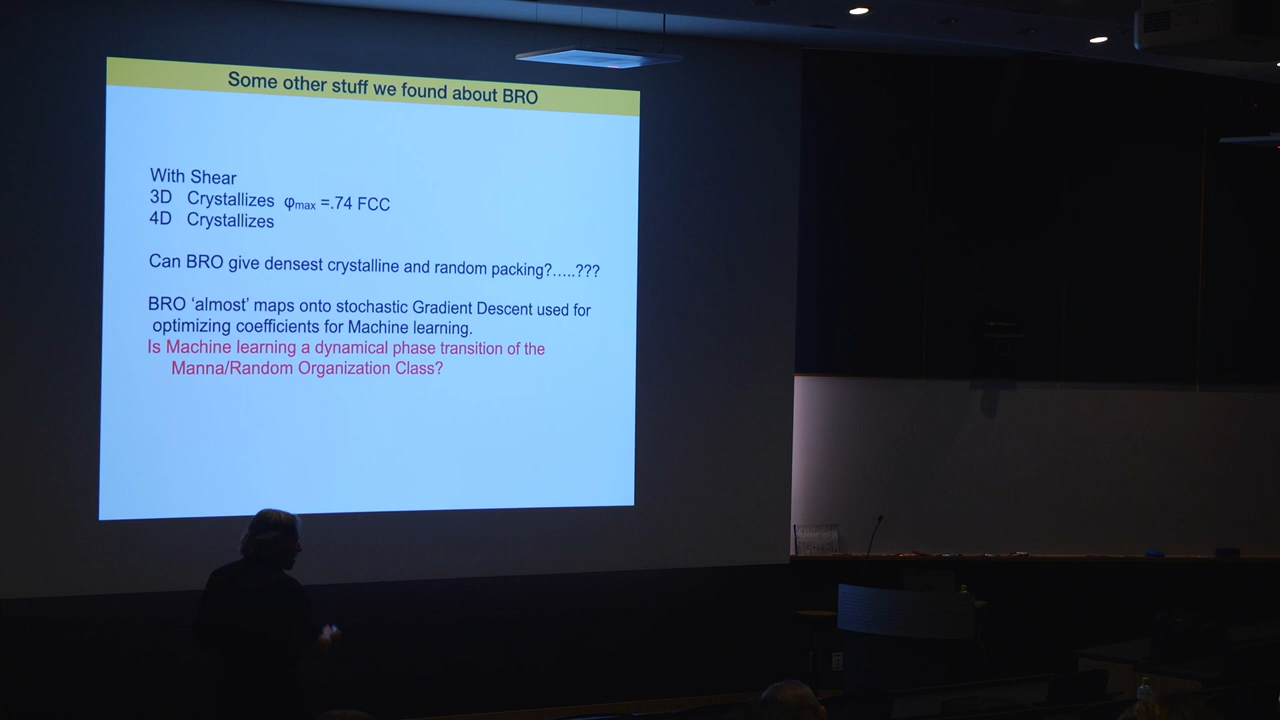 Some other stuff we found about BRO
With Shear
3D Crystallizes φmax =.74 FCC
4D Crystallizes
Can BRO give densest crystalline and random packing?.....???
BRO ‘almost’ maps onto stochastic Gradient Descent used for
optimizing coefficients for Machine learning.
Is Machine learning a dynamical phase transition of the
Manna/Random Organization Class?